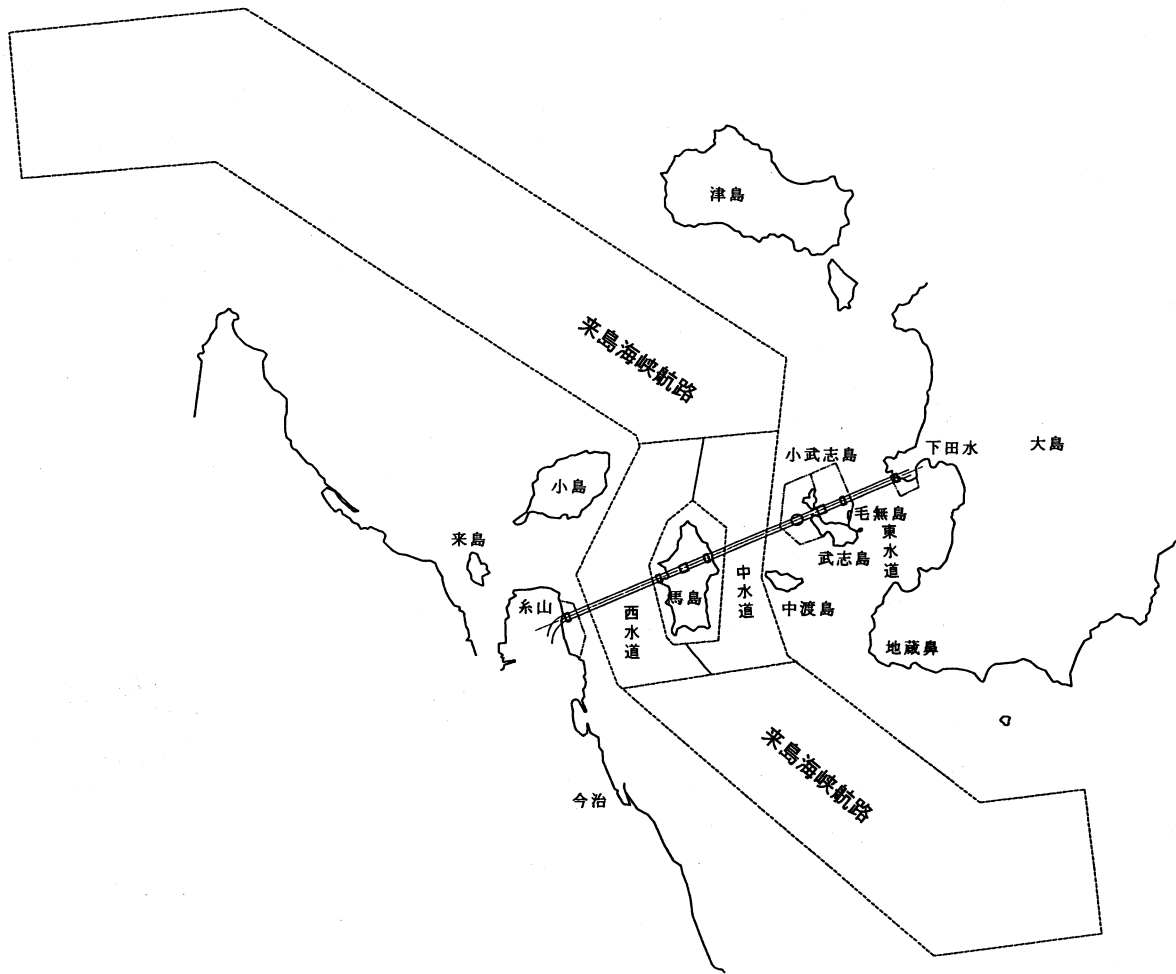 津島
来島海峡航路
下田水
大島
小武志島
小島
毛無島
東水道
来島
武志島
中水道
馬島
糸山
中渡島
西水道
地蔵鼻
来島海峡航路
今治